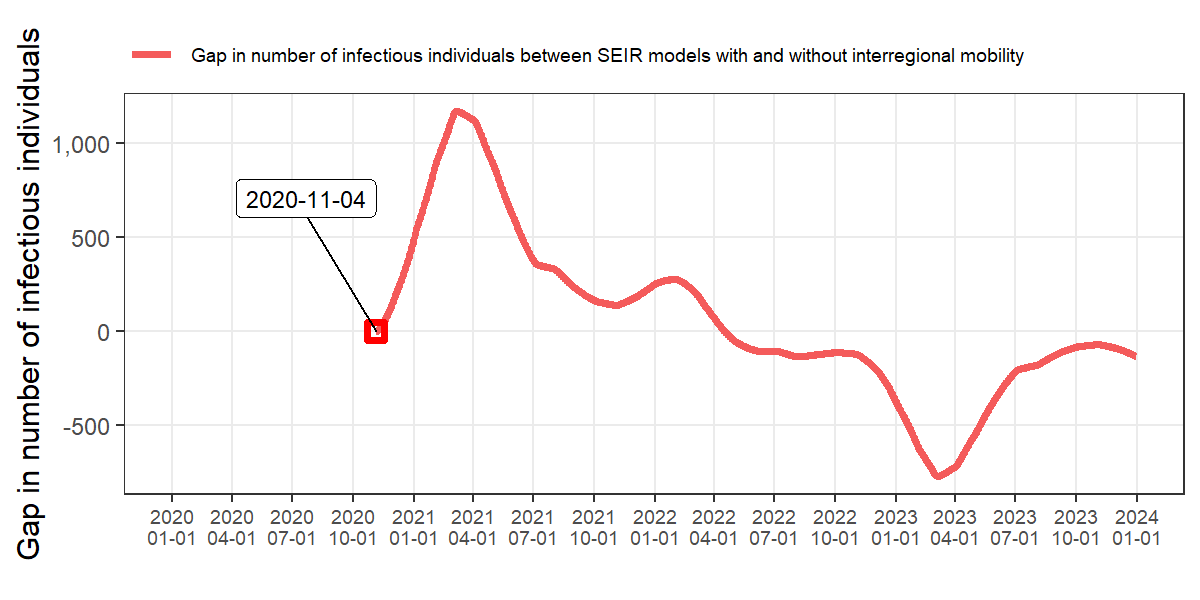 Gap in number of infectious individuals between SEIR models with and without interregional mobility
Gap in number of infectious individuals
1,000
500
0
-500
2020-11-04
2020 2020 2020 2020 2021 2021 2021 2021 2022 2022 2022 2022 2023 2023 2023 2023 2024
01-01 04-01 07-01 10-01 01-01 04-01 07-01 10-01 01-01 04-01 07-01 10-01 01-01 04-01 07-01 10-01 01-01